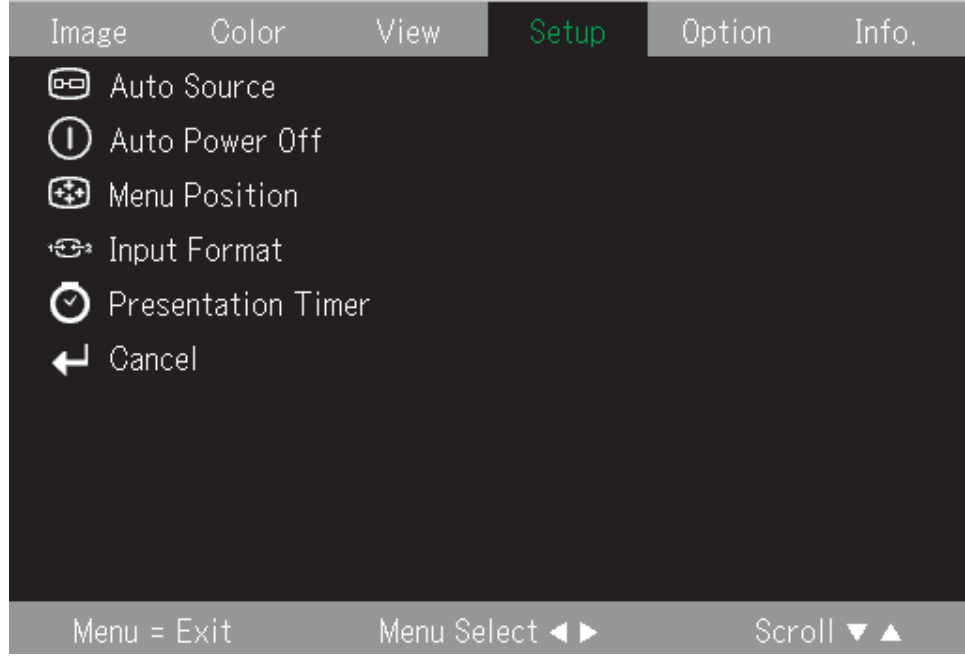 Image Color View Setup Option Info.
Auto Source
Auto Power Off
Menu Position
Input Format
Presentation Timer
Cancel
Menu = Exit Menu Select ◀ ▶ Scroll ▼ ▲